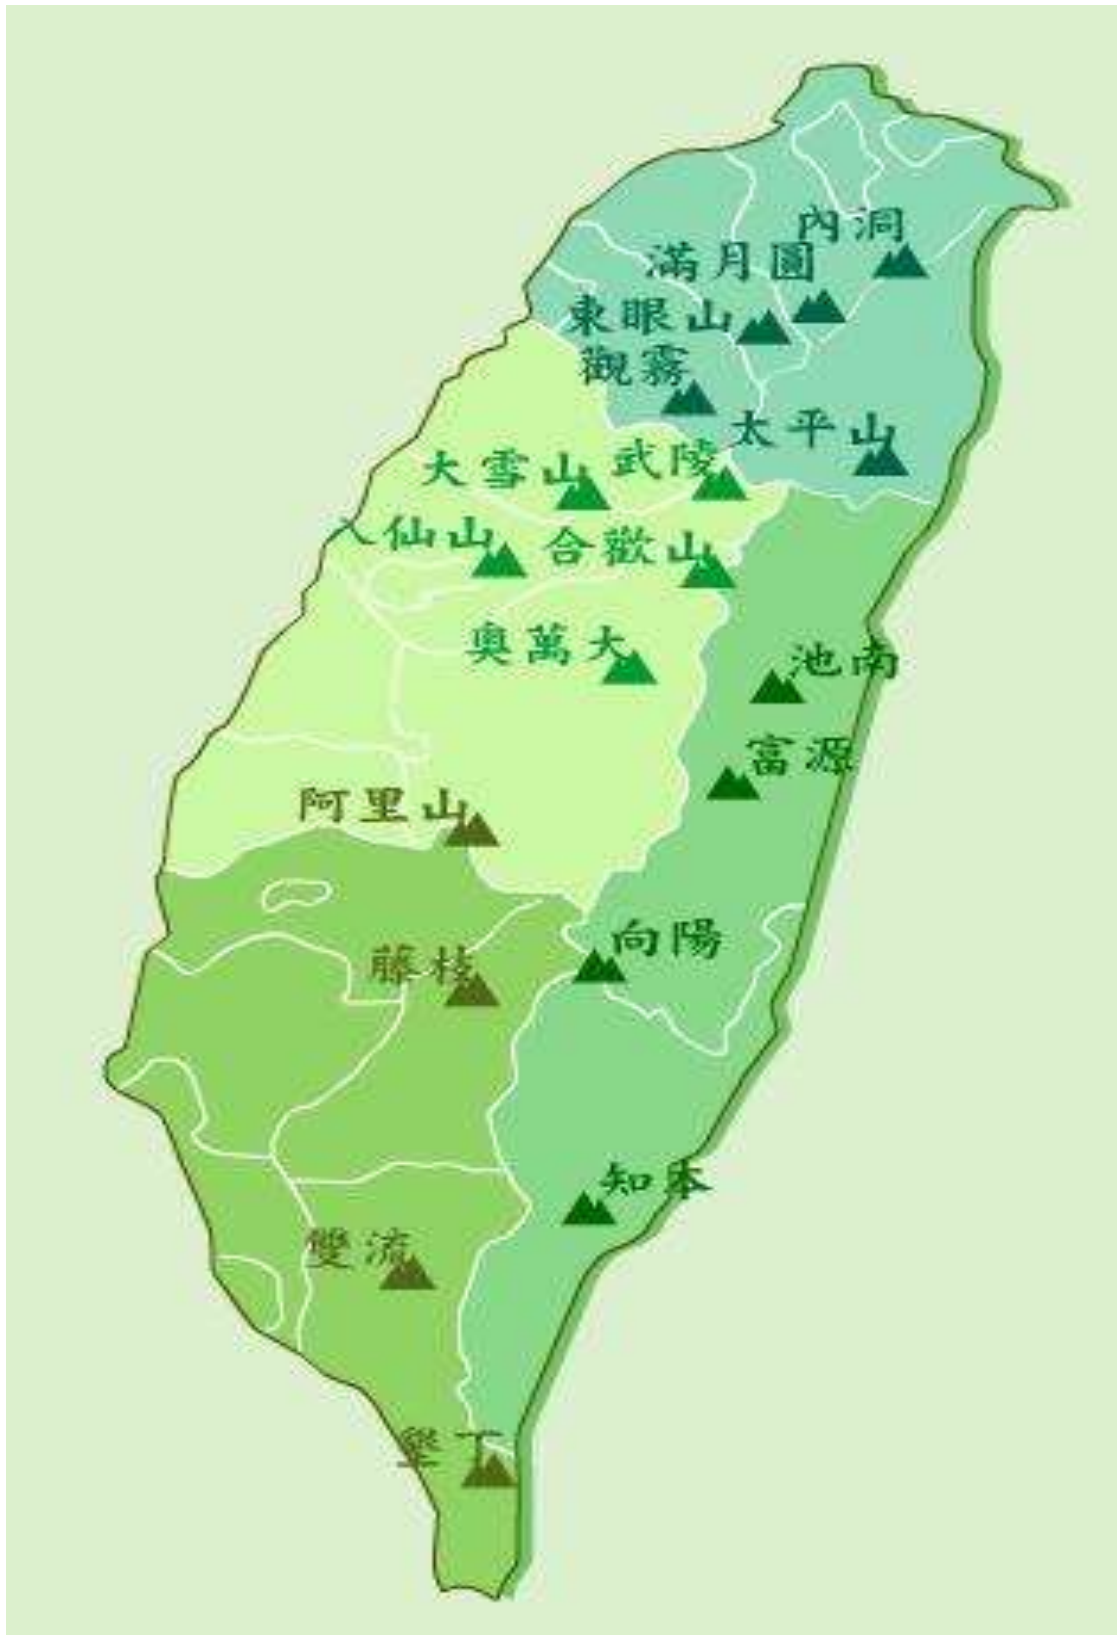 內洞
滿月圖
東眼山
觀霧
太平山
武陵
大雪山
八仙山
合歡山
奧萬大
池南
富源
阿里山
向陽
藤枝
知本
雙流
墾丁